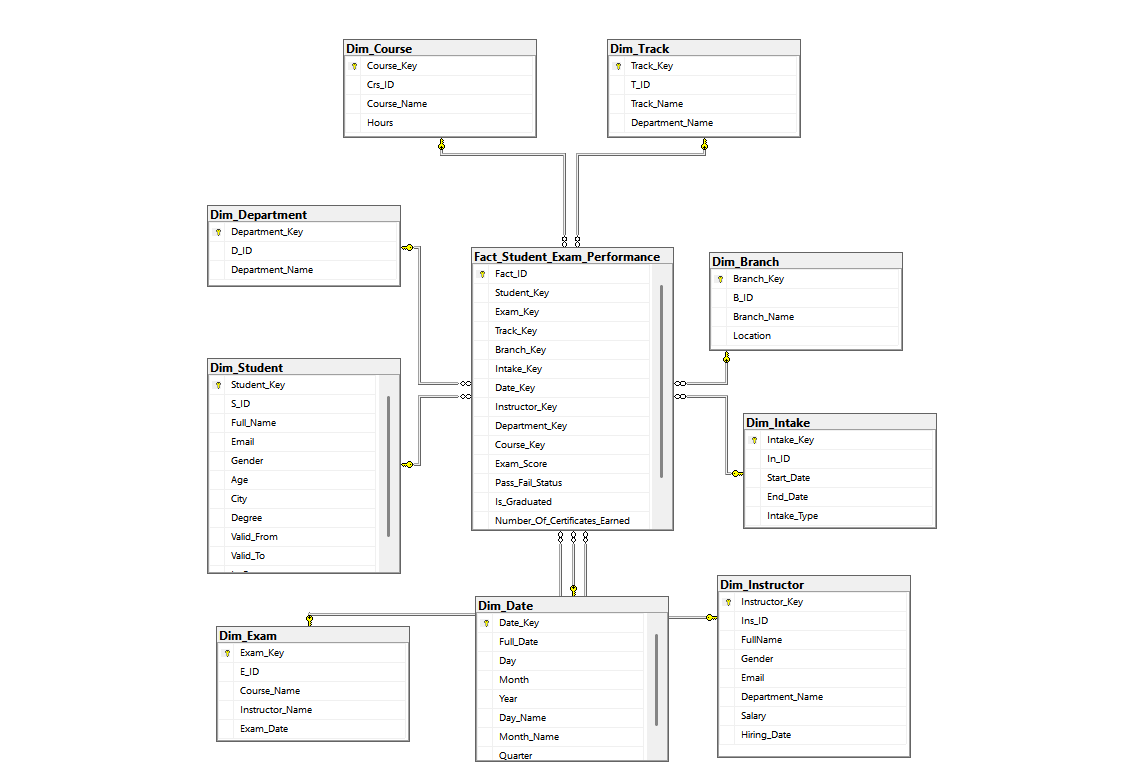 Dim_Course
Course_Key
Crs_ID
Course_Name
Hours
Dim_Track
Track_Key
T_ID
Track_Name
Department_Name
Dim_Department
Department_Key
D_ID
Department_Name
Fact_Student_Exam_Performance
Fact_ID
Student_Key
Exam_Key
Track_Key
Branch_Key
Intake_Key
Date_Key
Instructor_Key
Department_Key
Course_Key
Exam_Score
Pass_Fail_Status
Is_Graduated
Number_Of_Certificates_Earned
Dim_Branch
Branch_Key
B_ID
Branch_Name
Location
Dim_Student
Student_Key
S_ID
Full_Name
Email
Gender
Age
City
Degree
Valid_From
Valid_To
Dim_Intake
Intake_Key
In_ID
Start_Date
End_Date
Intake_Type
Dim_Exam
Exam_Key
E_ID
Course_Name
Instructor_Name
Exam_Date
Dim_Date
Date_Key
Full_Date
Day
Month
Year
Day_Name
Month_Name
Quarter
Dim_Instructor
Instructor_Key
Ins_ID
FullName
Gender
Email
Department_Name
Salary
Hiring_Date